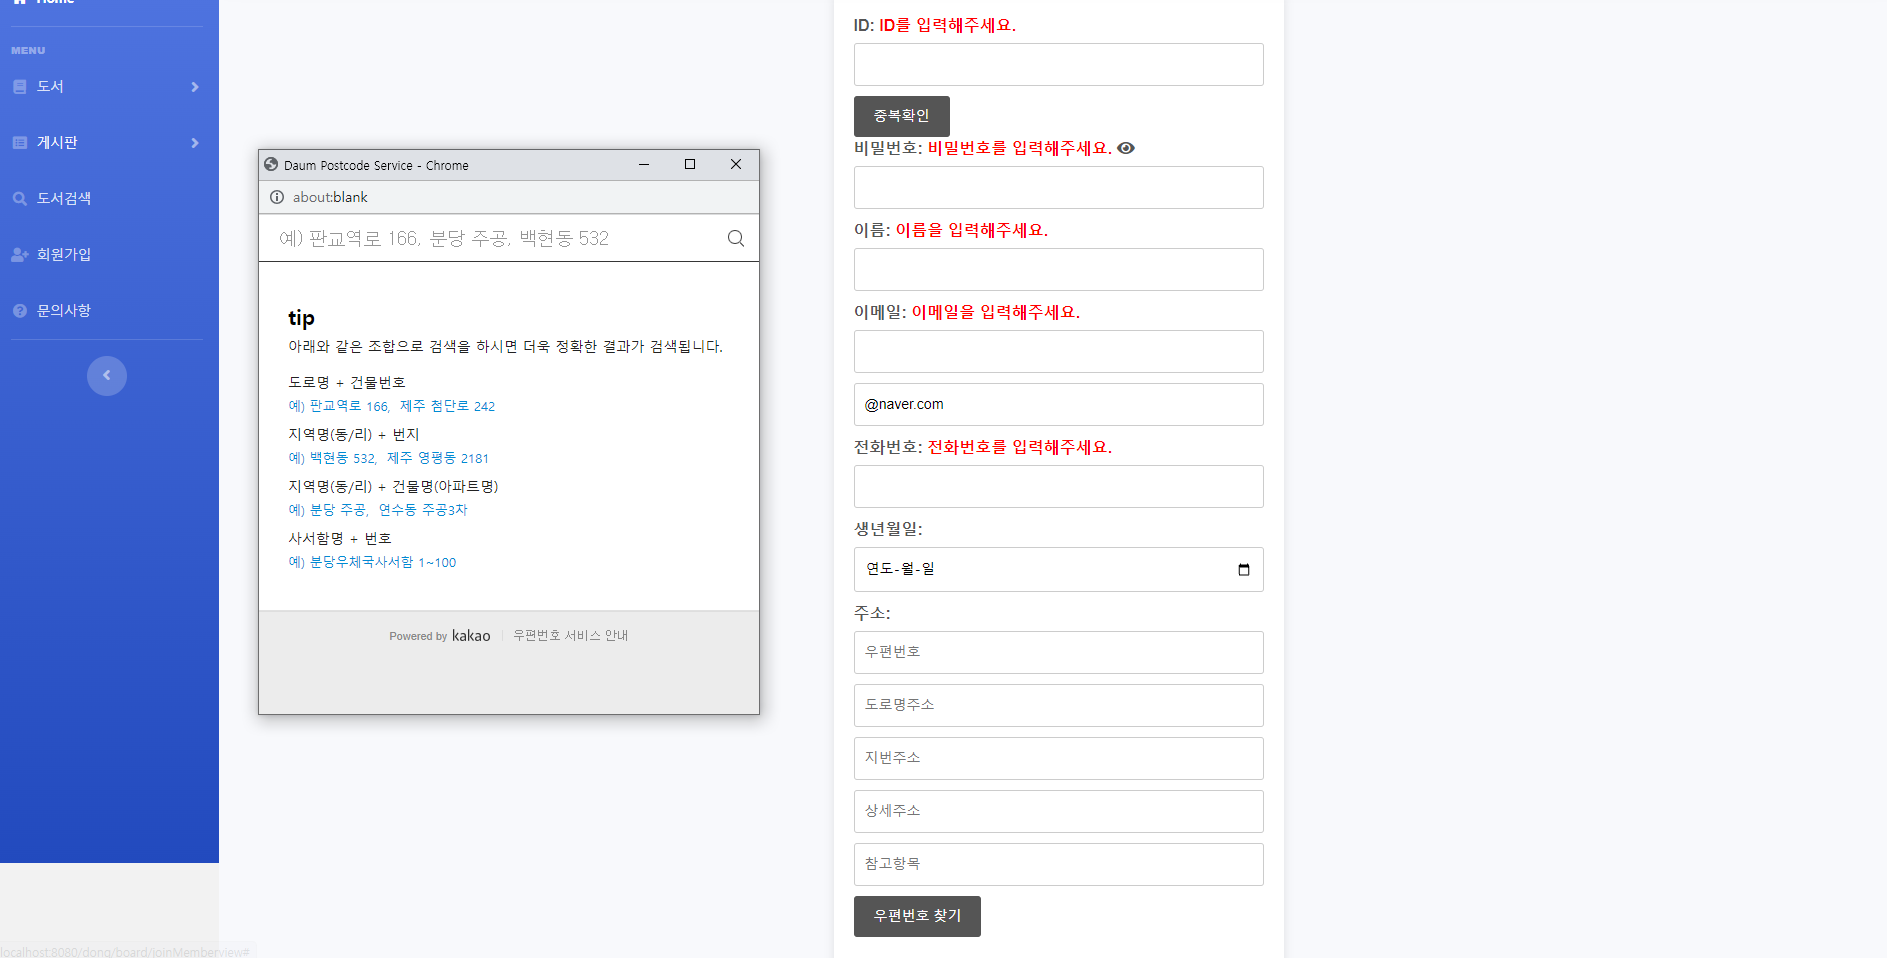 Home
MENU
도서
게시판
도서검색
회원가입
문의사항
Daum Postcode Service - Chrome
about:blank
예) 판교역로 166, 분당 주공, 백현동 532
tip
아래와 같은 조합으로 검색을 하시면 더욱 정확한 결과가 검색됩니다.
도로명 + 건물번호
예) 판교역로 166, 제주 첨단로 242
지역명(동/리) + 번지
예) 백현동 532, 제주 영평동 2181
지역명(동/리) + 건물명(아파트명)
예) 분당 주공, 연수동 주공3차
사서함명 + 번호
예) 분당우체국사서함 1~100
Powered by kakao 우편번호 서비스 안내
ID: ID를 입력해주세요.
중복확인
비밀번호: 비밀번호를 입력해주세요.
이름: 이름을 입력해주세요.
이메일: 이메일을 입력해주세요.
@naver.com
전화번호: 전화번호를 입력해주세요.
생년월일:
연도-월-일
주소:
우편번호
도로명주소
지번주소
상세주소
참고항목
우편번호 찾기
localhost:8080/dong/board/joinMemberview#